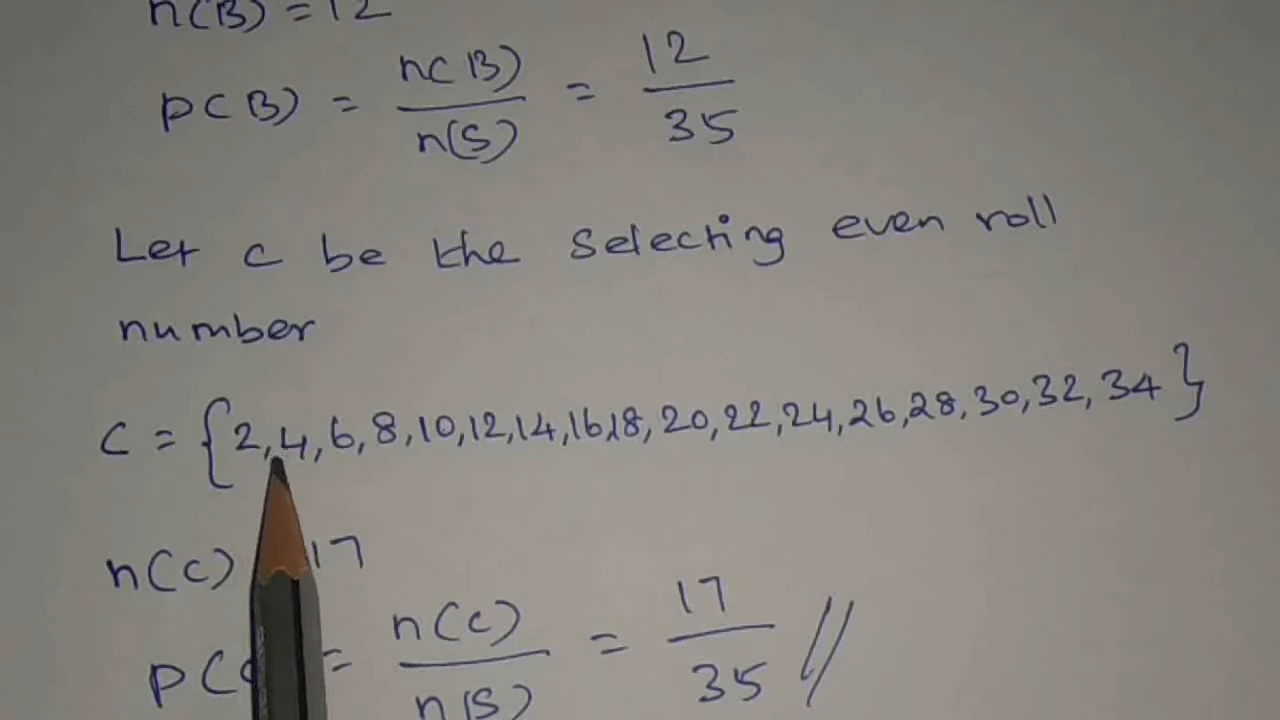 n(B) = 12
P(B) = n(B) / n(S) = 12 / 35
Let c be the selecting even roll
number
C = {2,4,6,8,10,12,14,16,18,20,22,24,26,28,30,32,34}
n(c) 17
P(C = n(c) / n(S) = 17 / 35 //